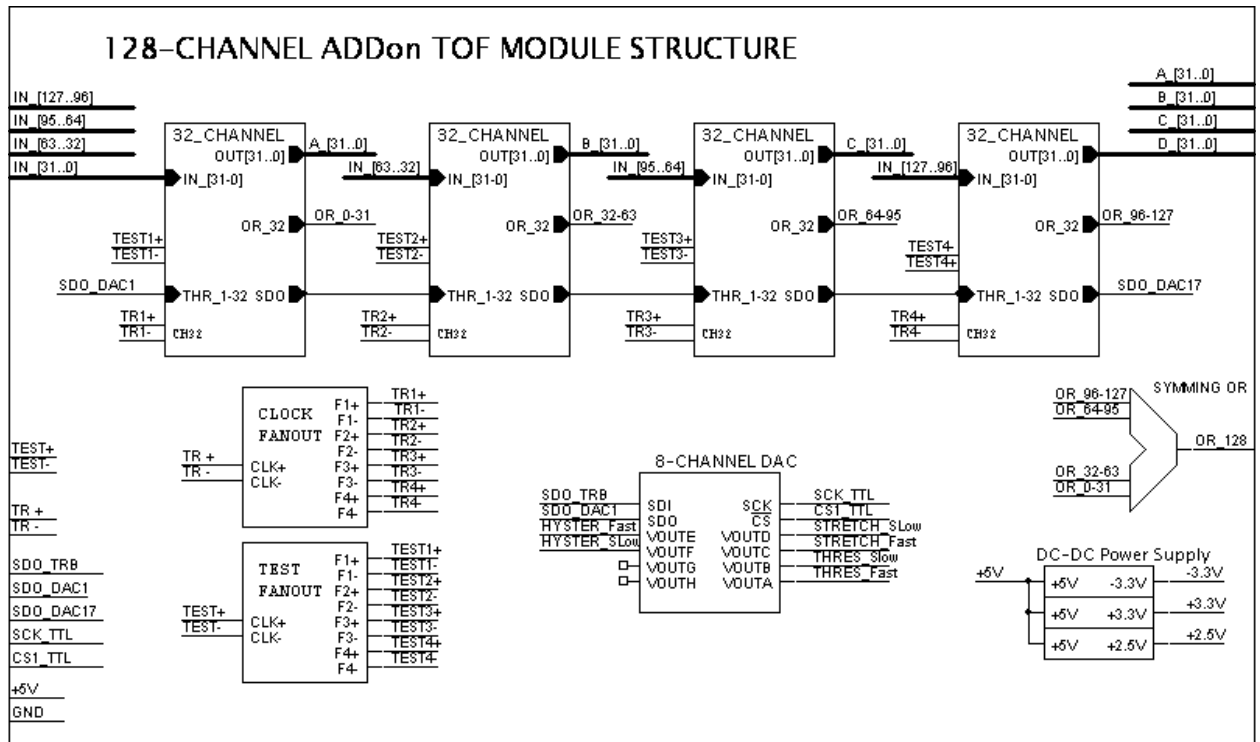 128-CHANNEL ADDon TOF MODULE STRUCTURE
A_[31..0]
B_[31..0]
C_[31..0]
D_[31..0]
IN_[127..96]
IN_[95..64]
IN_[63..32]
IN_[31..0]
32_CHANNEL
OUT[31..0]
IN_[31-0]
OR_32
THR_1-32 SDO
CH32
A_[31..0]
OR_0-31
TEST1+
TEST1-
SDO_DAC1
TR1+
TR1-
32_CHANNEL
OUT[31..0]
IN_[31-0]
OR_32
THR_1-32 SDO
CH32
IN_[63..32]
B_[31..0]
OR_32-63
TEST2+
TEST2-
TR2+
TR2-
32_CHANNEL
OUT[31..0]
IN_[31-0]
OR_32
THR_1-32 SDO
CH32
IN_[95..64]
C_[31..0]
OR_64-95
TEST3+
TEST3-
TR3+
TR3-
32_CHANNEL
OUT[31..0]
IN_[31-0]
OR_32
THR_1-32 SDO
CH32
IN_[127..96]
OR_96-127
TEST4-
TEST4+
SDO_DAC17
TR4+
TR4-
TEST+
TEST-
TR +
TR -
SDO_TRB
SDO_DAC1
SDO_DAC17
SCK_TTL
CS1_TTL
+5V
GND
CLOCK
FANOUT
TR +
TR -
CLK+
CLK-
F1+
F1-
F2+
F2-
F3+
F3-
F4+
F4-
TR1+
TR1-
TR2+
TR2-
TR3+
TR3-
TR4+
TR4-
TEST
FANOUT
TEST+
TEST-
CLK+
CLK-
F1+
F1-
F2+
F2-
F3+
F3-
F4+
F4-
TEST1+
TEST1-
TEST2+
TEST2-
TEST3+
TEST3-
TEST4+
TEST4-
8-CHANNEL DAC
SDO_TRB
SDO_DAC1
HYSTER_Fast
HYSTER_SLow
SDI
SDO
VOUTE
VOUTF
VOUTG
VOUTH
SCK
CS
VOUTD
VOUTC
VOUTB
VOUTA
SCK_TTL
CS1_TTL
STRETCH_SLow
STRETCH_Fast
THRES_Slow
THRES_Fast
SYMMING OR
OR_96-127
OR_64-95
OR_32-63
OR_0-31
OR_128
DC-DC Power Supply
+5V
+5V -3.3V
+5V +3.3V
+5V +2.5V
-3.3V
+3.3V
+2.5V